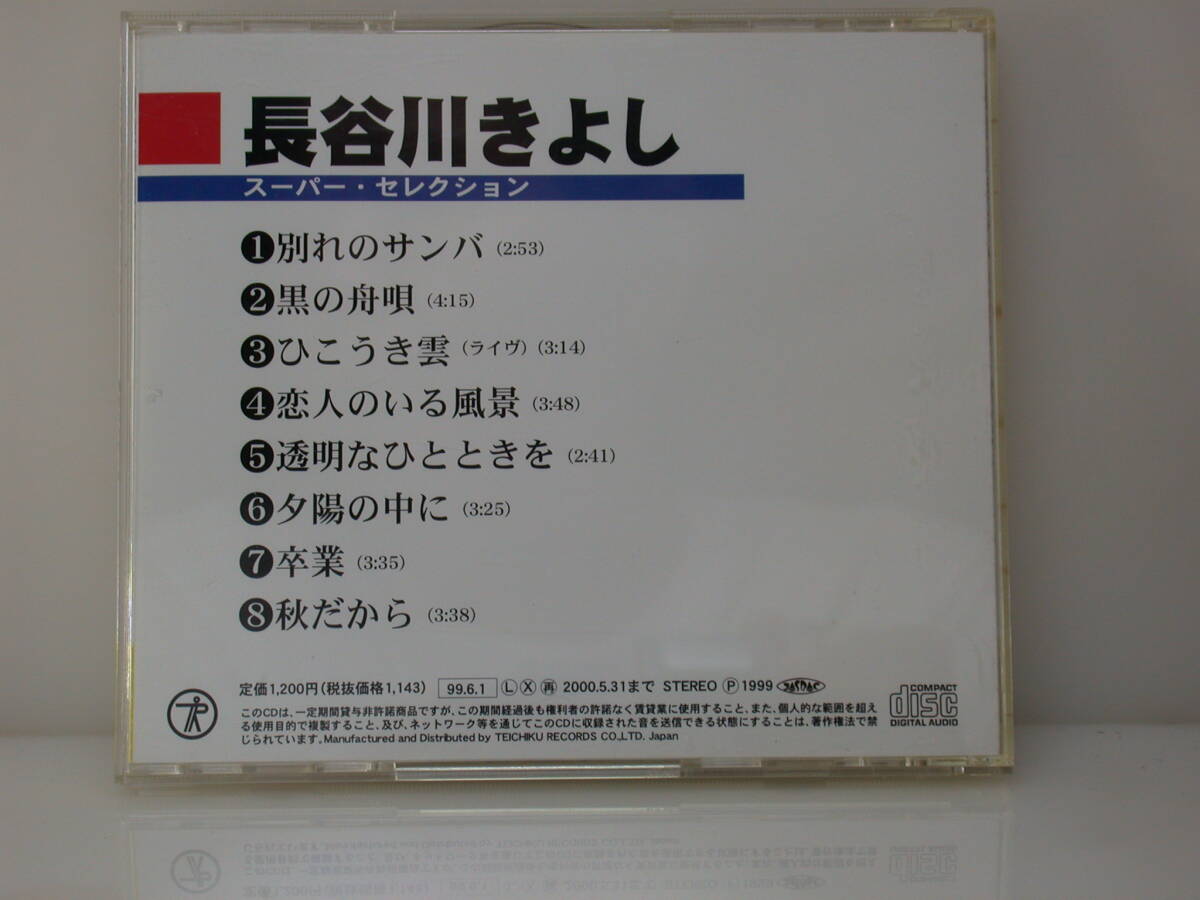 長谷川きよし
スーパー・セレクション
❶別れのサンバ (2:53)
❷黒の舟唄 (4:15)
❸ひこうき雲 (ライヴ) (3:14)
❹恋人のいる風景 (3:48)
❺透明なひとときを (2:41)
❻夕陽の中に (3:25)
❼卒業 (3:35)
❽秋だから (3:38)
定価1,200円(税抜価格1,143) 99.6.1 Ⓛ Ⓧ ㊢ 2000.5.31まで STEREO Ⓟ 1999 JASRAC
このCDは、一定期間貸与非許諾商品ですが、この期間経過後も権利者の許諾なく賃貸業に使用すること、また、個人的な範囲を超え
る使用目的で複製すること、及び、ネットワーク等を通じてこのCDに収録された音を送信できる状態にすることは、著作権法で禁
じられています。Manufactured and Distributed by TEICHIKU RECORDS CO.,LTD. Japan
COMPACT
disc
DIGITAL AUDIO